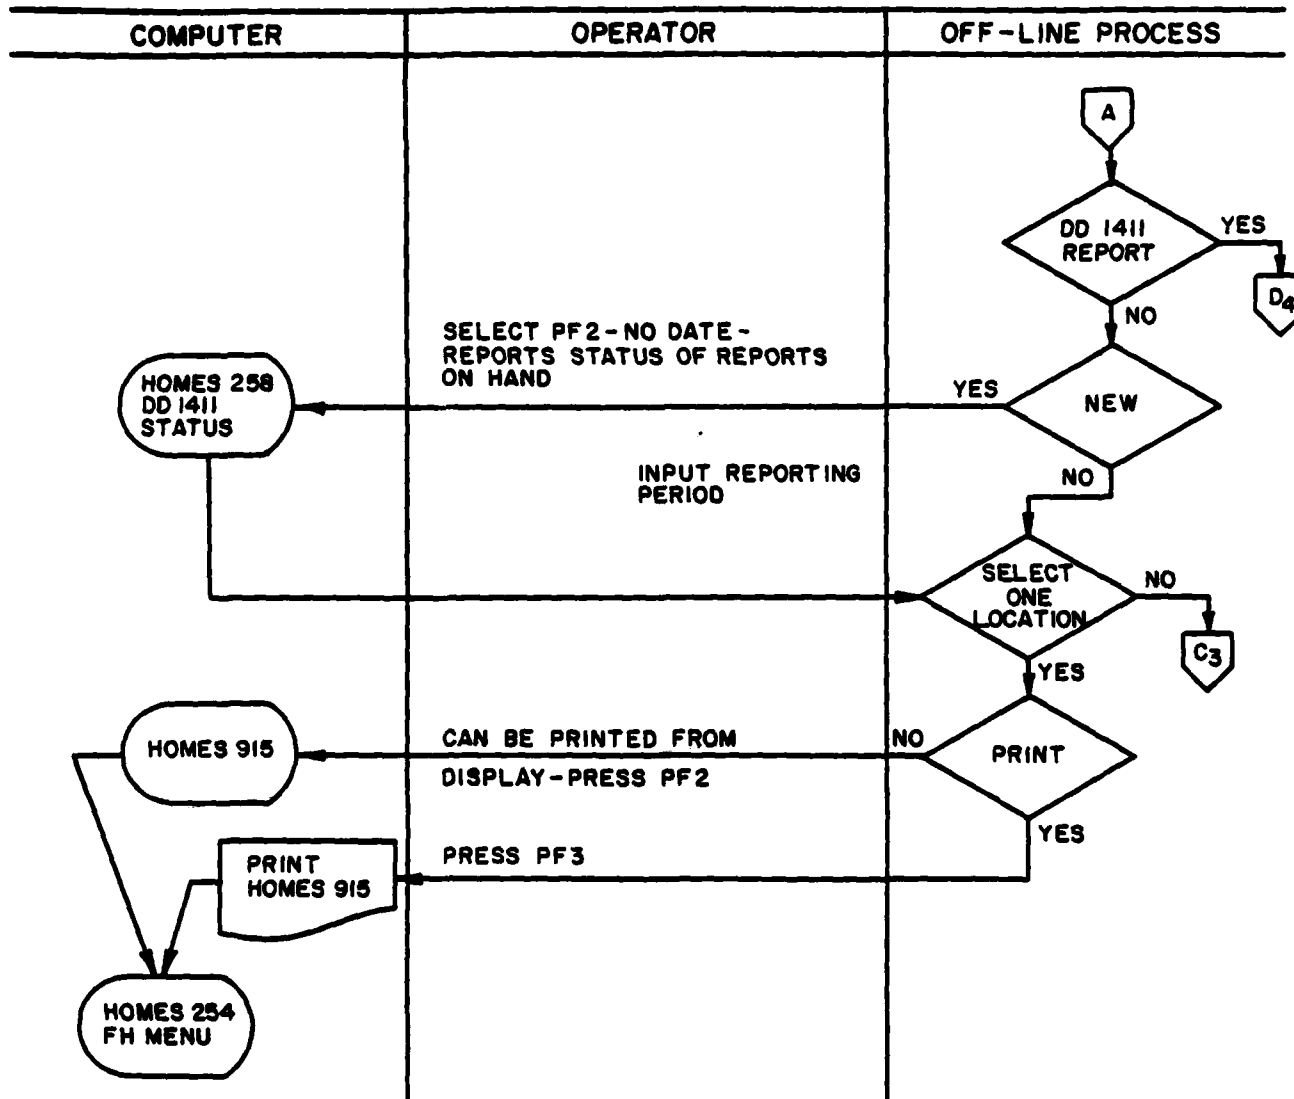 COMPUTER
OPERATOR
OFF-LINE PROCESS
A
DD 1411
REPORT
YES
D4
NO
SELECT PF2-NO DATE-
REPORTS STATUS OF REPORTS
ON HAND
HOMES 258
DD 1411
STATUS
YES
NEW
INPUT REPORTING
PERIOD
NO
SELECT
ONE
LOCATION
NO
C3
YES
HOMES 915
CAN BE PRINTED FROM
DISPLAY-PRESS PF2
NO
PRINT
YES
PRESS PF3
PRINT
HOMES 915
HOMES 254
FH MENU